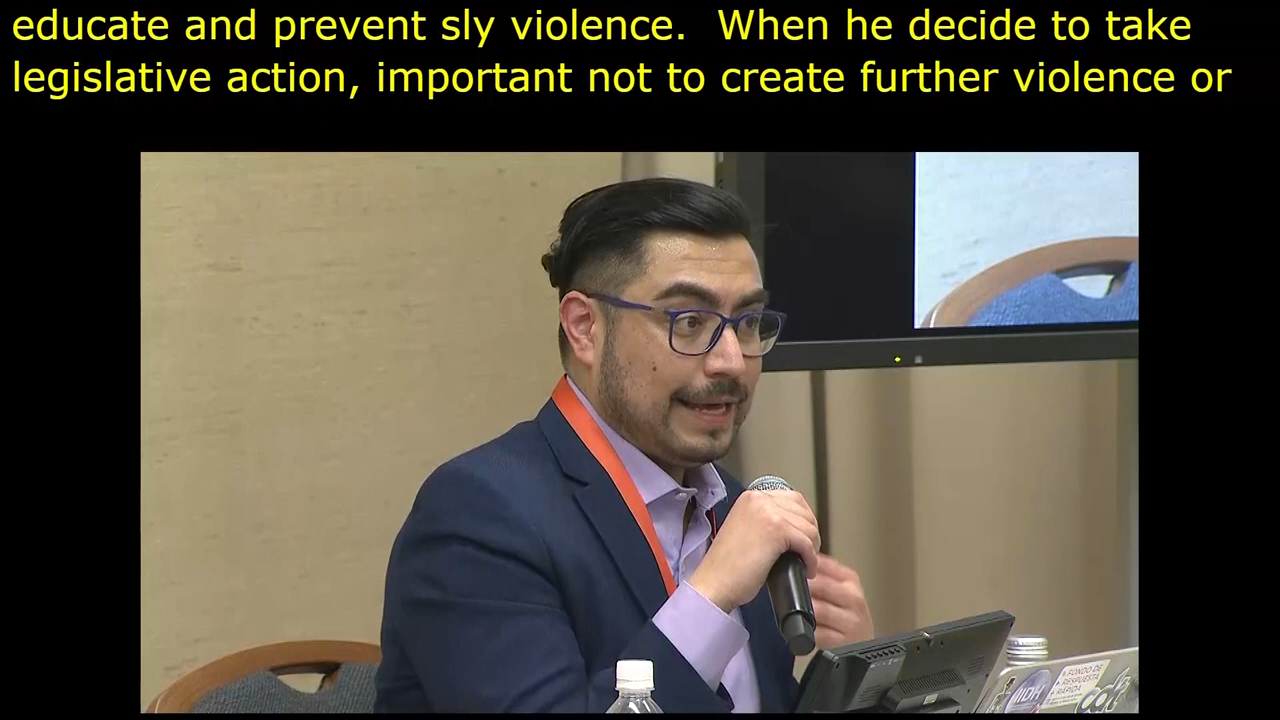 educate and prevent sly violence.  When he decide to take
legislative action, important not to create further violence or
FONDO DE
RESPUESTA
RÁPIDA